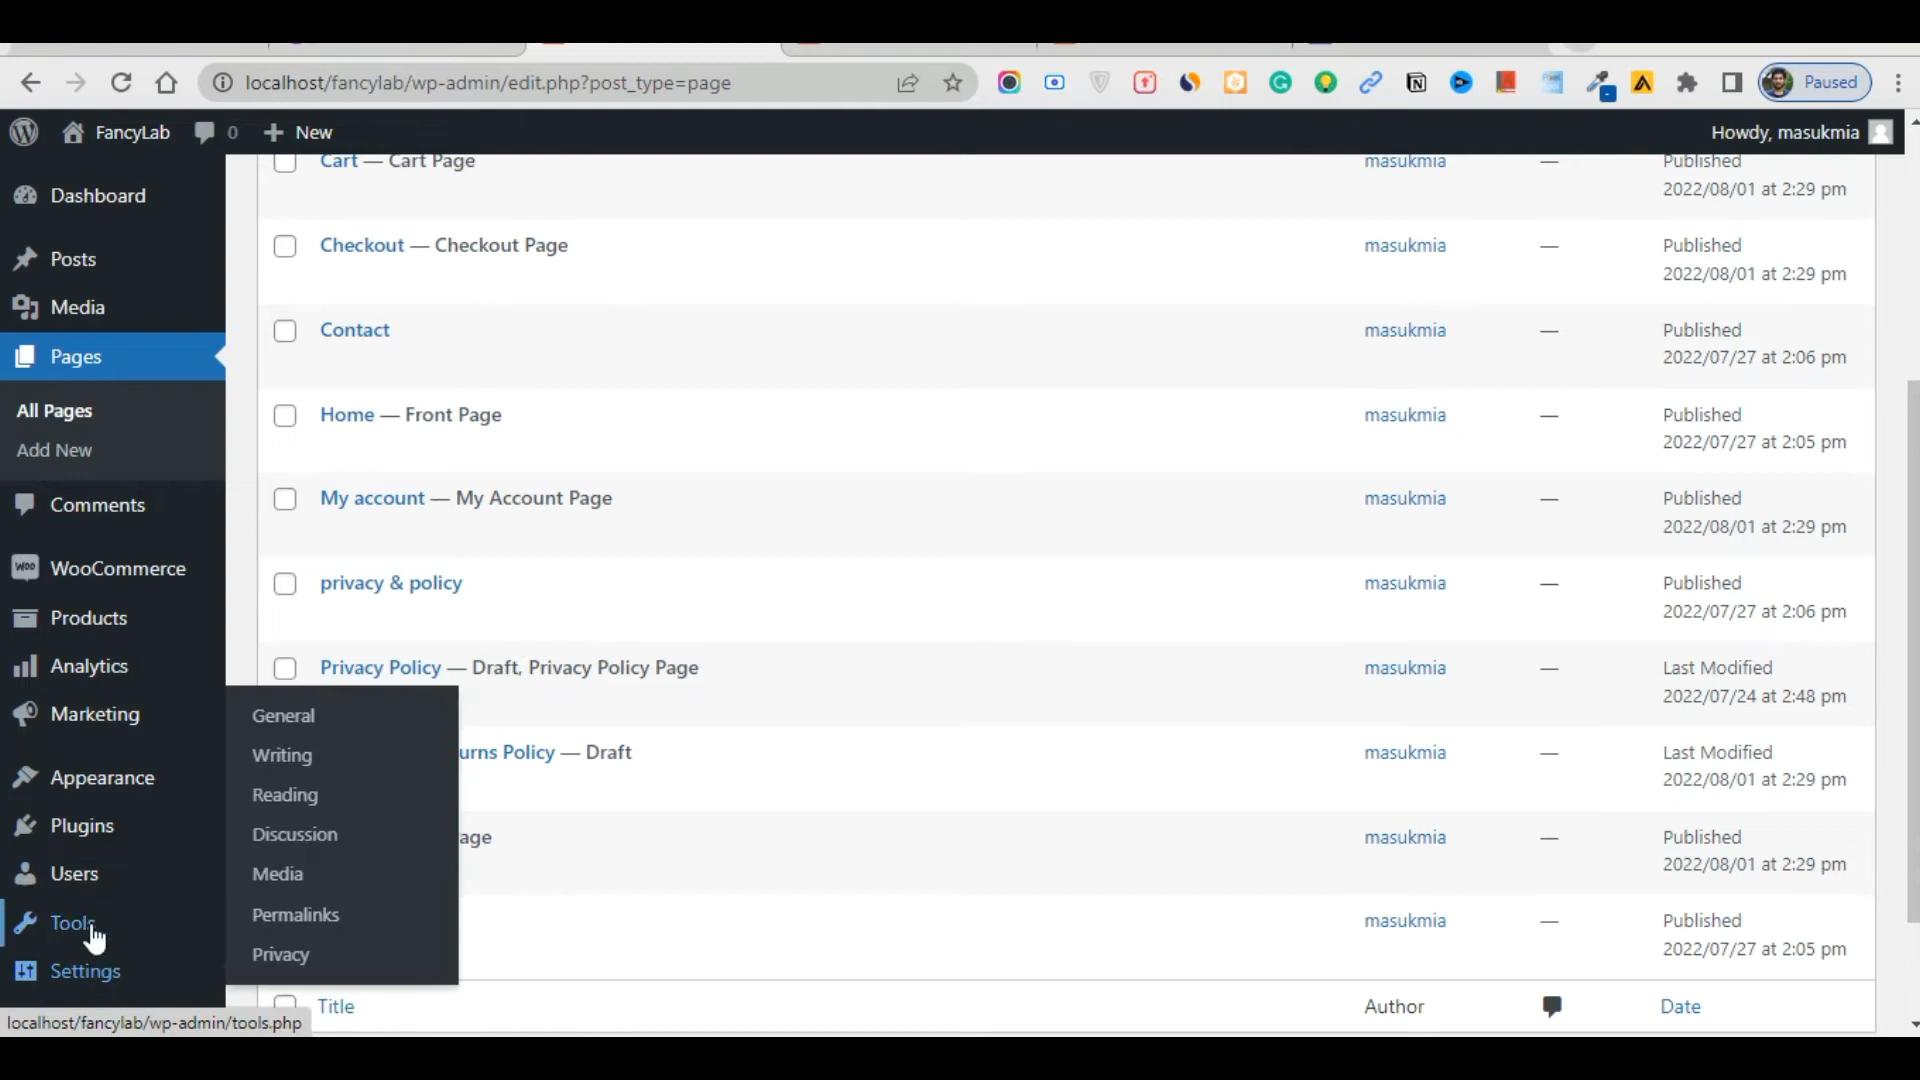 localhost/fancylab/wp-admin/edit.php?post_type=page
Paused
FancyLab
0
New
Howdy, masukmia
Dashboard
Posts
Media
Pages
All Pages
Add New
Comments
WooCommerce
Products
Analytics
Marketing
Appearance
Plugins
Users
Tools
Settings
General
Writing
Reading
Discussion
Media
Permalinks
Privacy
Cart — Cart Page
masukmia
—
Published
2022/08/01 at 2:29 pm
Checkout — Checkout Page
masukmia
—
Published
2022/08/01 at 2:29 pm
Contact
masukmia
—
Published
2022/07/27 at 2:06 pm
Home — Front Page
masukmia
—
Published
2022/07/27 at 2:05 pm
My account — My Account Page
masukmia
—
Published
2022/08/01 at 2:29 pm
privacy & policy
masukmia
—
Published
2022/07/27 at 2:06 pm
Privacy Policy — Draft, Privacy Policy Page
masukmia
—
Last Modified
2022/07/24 at 2:48 pm
urns Policy — Draft
masukmia
—
Last Modified
2022/08/01 at 2:29 pm
age
masukmia
—
Published
2022/08/01 at 2:29 pm
masukmia
—
Published
2022/07/27 at 2:05 pm
Title
Author
Date
localhost/fancylab/wp-admin/tools.php